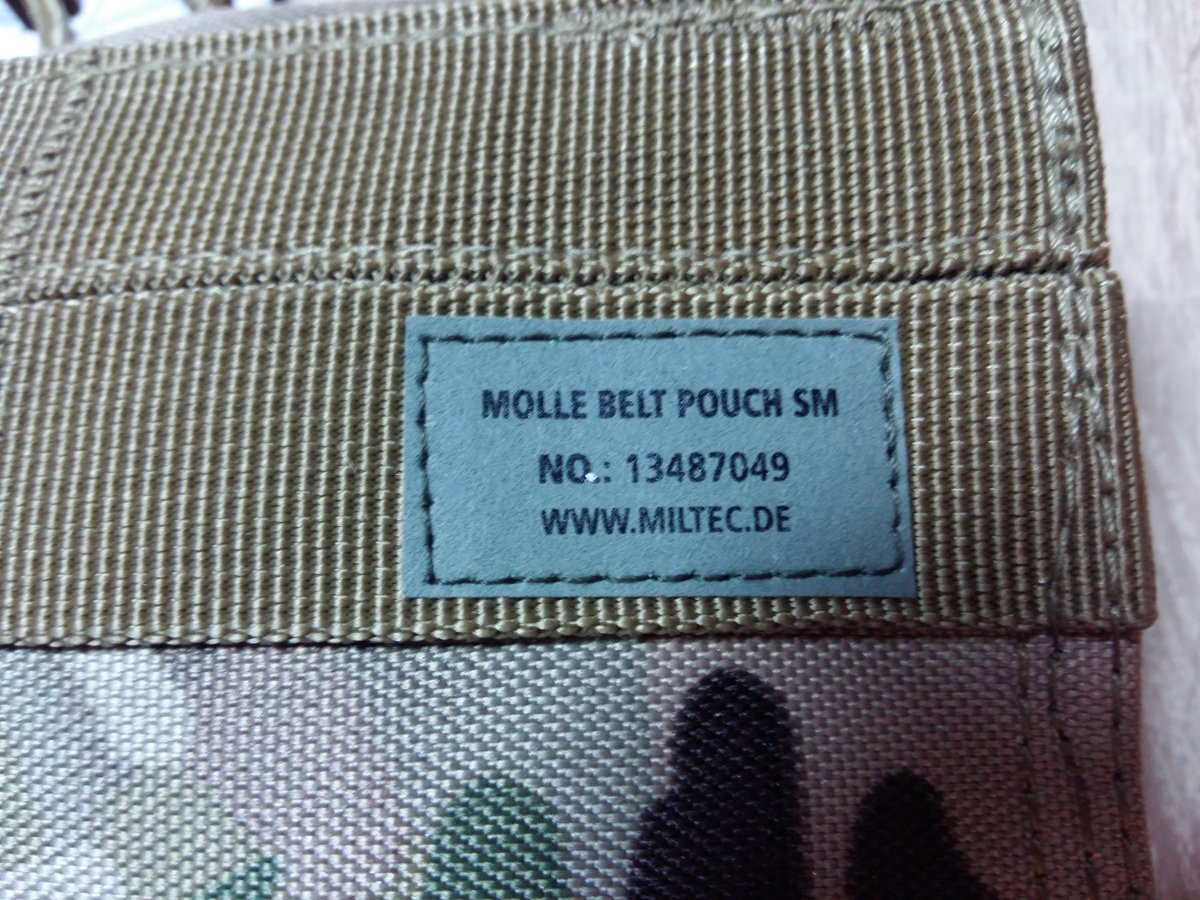 MOLLE BELT POUCH SM
NO.: 13487049
WWW.MILTEC.DE